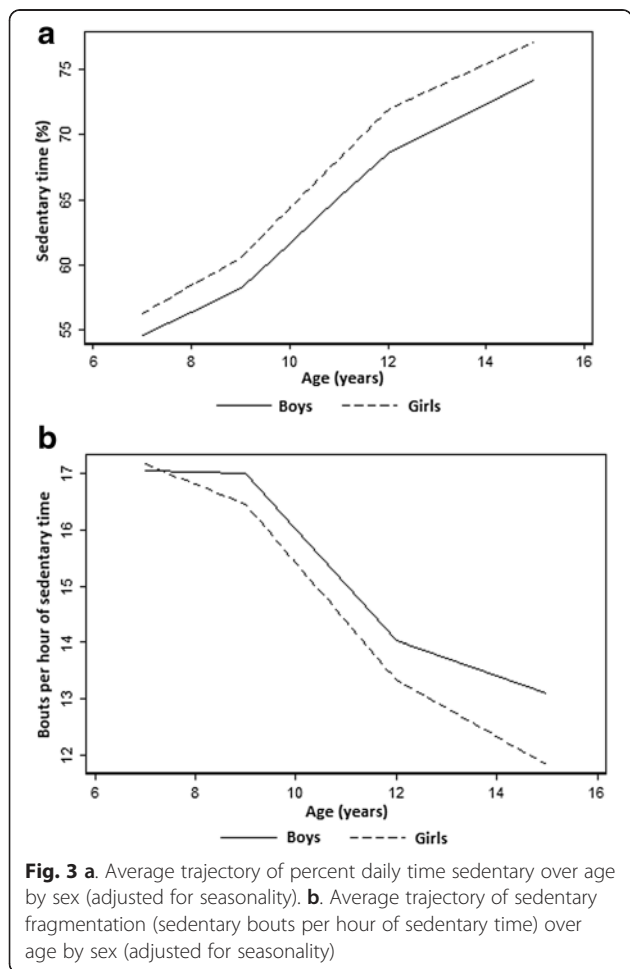 a
75
70
65
60
55
Sedentary time (%)
6 8 10 12 14 16
Age (years)
Boys Girls
b
17
16
15
14
13
12
Bouts per hour of sedentary time
6 8 10 12 14 16
Age (years)
Boys Girls
Fig. 3 a. Average trajectory of percent daily time sedentary over age
by sex (adjusted for seasonality). b. Average trajectory of sedentary
fragmentation (sedentary bouts per hour of sedentary time) over
age by sex (adjusted for seasonality)